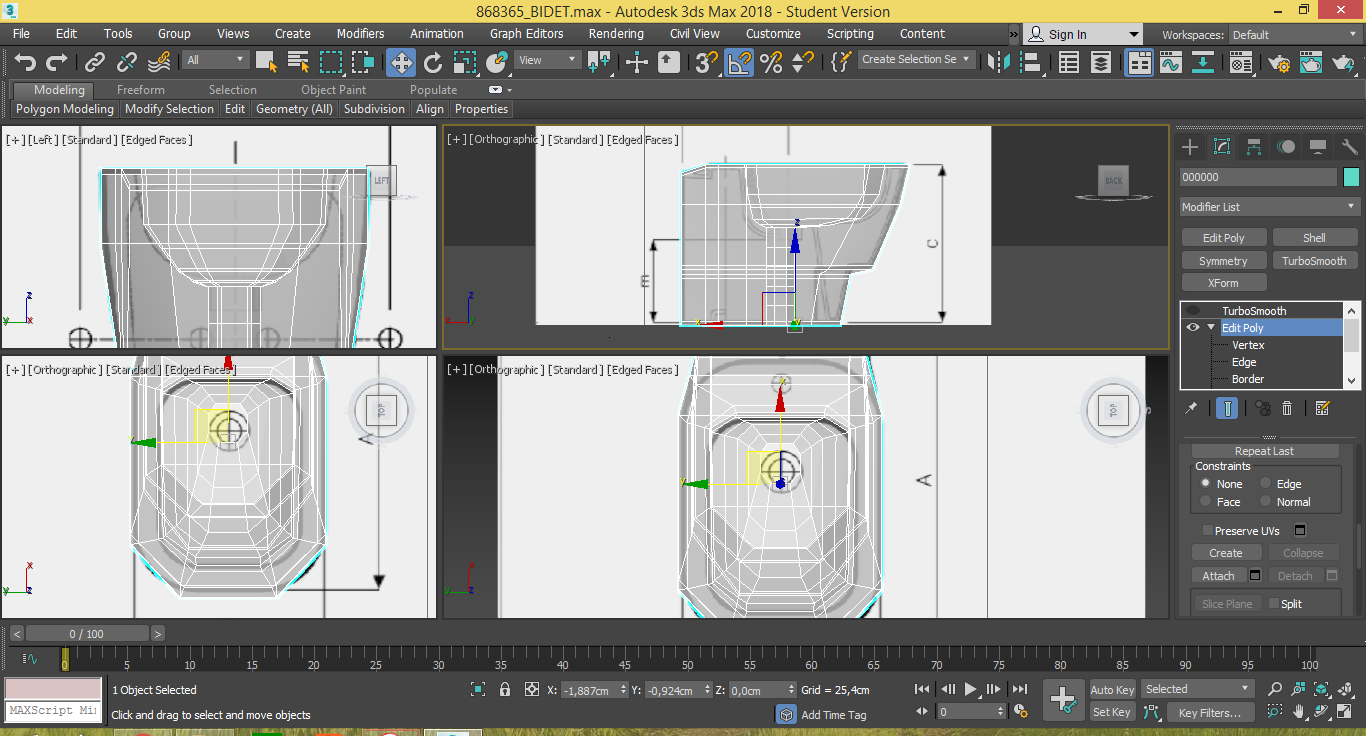 868365_BIDET.max - Autodesk 3ds Max 2018 - Student Version
File Edit Tools Group Views Create Modifiers Animation Graph Editors Rendering Civil View Customize Scripting Content » Sign In Workspaces: Default
All View Create Selection Se
Modeling Freeform Selection Object Paint Populate
Polygon Modeling Modify Selection Edit Geometry (All) Subdivision Align Properties
[+] [Left] [Standard] [Edged Faces]
LEFT
z
y x
[+] [Orthographic] [Standard] [Edged Faces]
BACK
C
m
z
x y
z
x
[+] [Orthographic] [Standard] [Edged Faces]
TOP
A
y
x
y z
[+] [Orthographic] [Standard] [Edged Faces]
TOP
A
x
y
x
y z
000000
Modifier List
Edit Poly Shell
Symmetry TurboSmooth
XForm
TurboSmooth
Edit Poly
Vertex
Edge
Border
Repeat Last
Constraints
None Edge
Face Normal
Preserve UVs
Create Collapse
Attach Detach
Slice Plane Split
< 0 / 100 >
0 5 10 15 20 25 30 35 40 45 50 55 60 65 70 75 80 85 90 95 100
1 Object Selected X: -1,887cm Y: -0,924cm Z: 0,0cm Grid = 25,4cm Auto Key Selected
MAXScript Mi
Click and drag to select and move objects Add Time Tag 0 Set Key Key Filters...